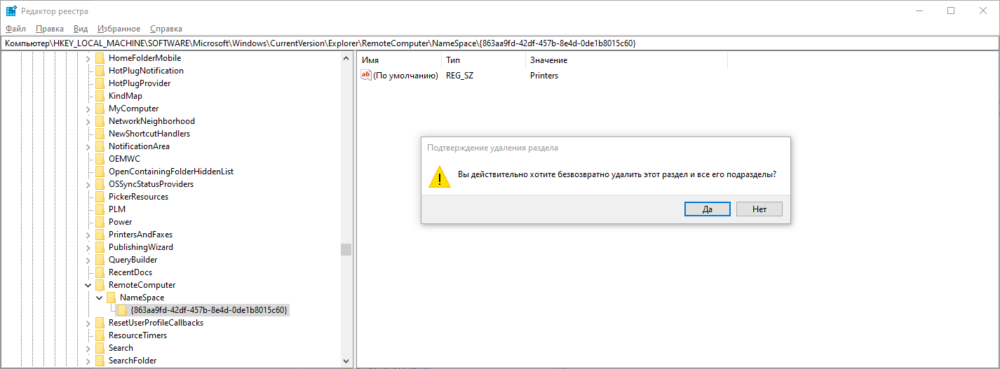 Редактор реестра
Файл Правка Вид Избранное Справка
Компьютер\HKEY_LOCAL_MACHINE\SOFTWARE\Microsoft\Windows\CurrentVersion\Explorer\RemoteComputer\NameSpace\{863aa9fd-42df-457b-8e4d-0de1b8015c60}
HomeFolderMobile
HotPlugNotification
HotPlugProvider
KindMap
MyComputer
NetworkNeighborhood
NewShortcutHandlers
NotificationArea
OEMWC
OpenContainingFolderHiddenList
OSSyncStatusProviders
PickerResources
PLM
Power
PrintersAndFaxes
PublishingWizard
QueryBuilder
RecentDocs
RemoteComputer
NameSpace
{863aa9fd-42df-457b-8e4d-0de1b8015c60}
ResetUserProfileCallbacks
ResourceTimers
Search
SearchFolder
Имя Тип Значение
ab (По умолчанию) REG_SZ Printers
Подтверждение удаления раздела
Вы действительно хотите безвозвратно удалить этот раздел и все его подразделы?
Да Нет